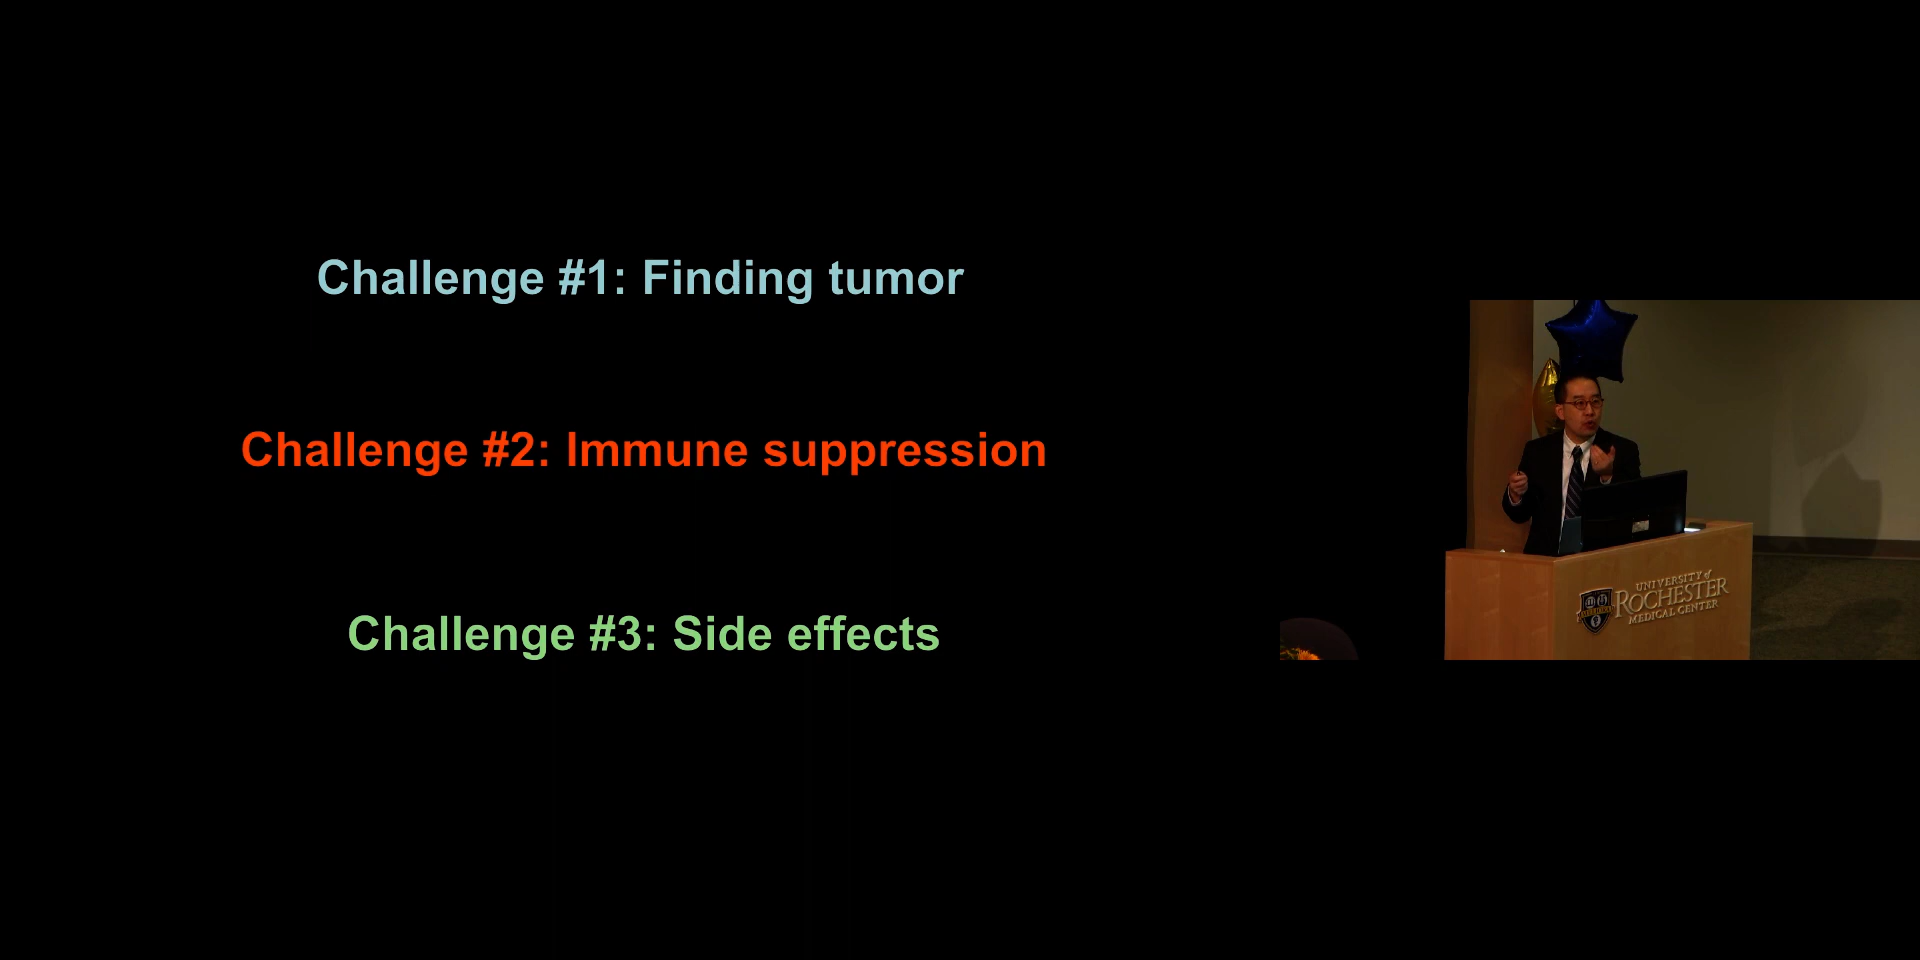 Challenge #1: Finding tumor
Challenge #2: Immune suppression
Challenge #3: Side effects
UNIVERSITY of
ROCHESTER
MEDICAL CENTER